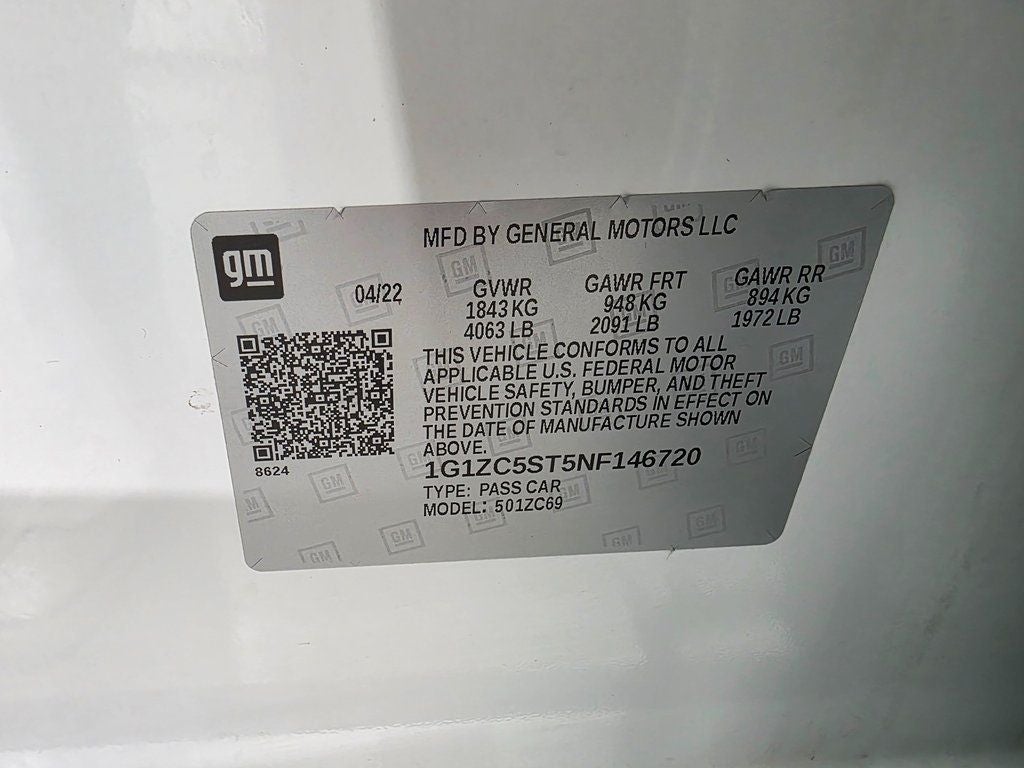 gm
MFD BY GENERAL MOTORS LLC
04/22
GVWR GAWR FRT GAWR RR
1843 KG 948 KG 894 KG
4063 LB 2091 LB 1972 LB
THIS VEHICLE CONFORMS TO ALL
APPLICABLE U.S. FEDERAL MOTOR
VEHICLE SAFETY, BUMPER, AND THEFT
PREVENTION STANDARDS IN EFFECT ON
THE DATE OF MANUFACTURE SHOWN
ABOVE.
8624
1G1ZC5ST5NF146720
TYPE: PASS CAR
MODEL: 501ZC69